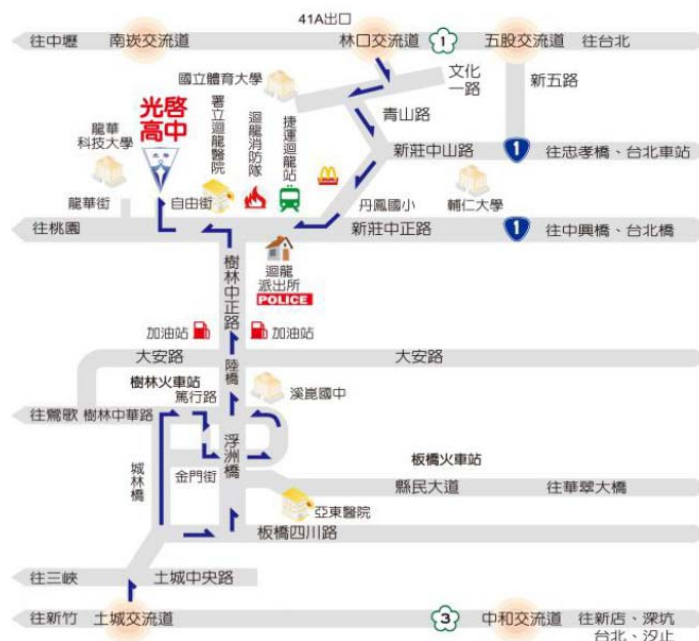 41A出口
往中壢
南崁交流道
林口交流道
1
五股交流道
往台北
國立體育大學
文化
一路
新五路
青山路
光啓
高中
署立迴龍醫院
迴龍消防隊
捷運迴龍站
龍華
科技大學
新莊中山路
1
往忠孝橋、台北車站
龍華街
自由街
丹鳳國小
輔仁大學
往桃園
新莊中正路
1
往中興橋、台北橋
樹林中正路
迴龍
派出所
POLICE
加油站
加油站
大安路
大安路
陸橋
樹林火車站
篤行路
溪崑國中
往鶯歌
樹林中華路
城林橋
浮洲橋
金門街
板橋火車站
縣民大道
往華翠大橋
亞東醫院
板橋四川路
往三峽
土城中央路
往新竹
土城交流道
3
中和交流道
往新店、深坑
台北、汐止